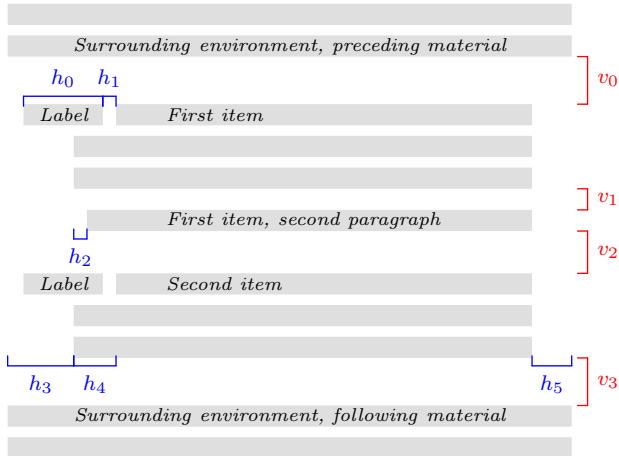 Surrounding environment, preceding material
h₀ h₁ v₀
Label First item
v₁
First item, second paragraph
h₂ v₂
Label Second item
h₃ h₄ h₅ v₃
Surrounding environment, following material